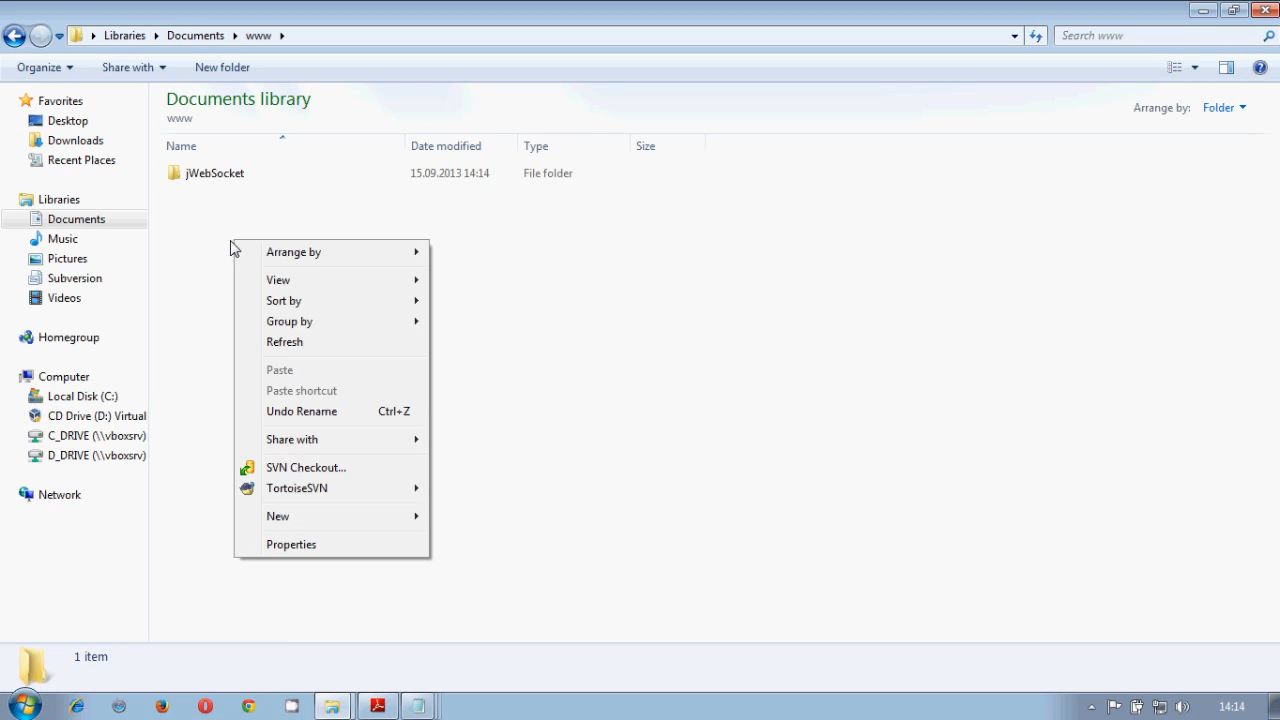 Libraries Documents www
Search www
Organize Share with New folder
Favorites
Desktop
Downloads
Recent Places
Libraries
Documents
Music
Pictures
Subversion
Videos
Homegroup
Computer
Local Disk (C:)
CD Drive (D:) Virtual
C_DRIVE (\\vboxsrv)
D_DRIVE (\\vboxsrv)
Network
Documents library
www
Arrange by: Folder
Name Date modified Type Size
jWebSocket 15.09.2013 14:14 File folder
Arrange by
View
Sort by
Group by
Refresh
Paste
Paste shortcut
Undo Rename Ctrl+Z
Share with
SVN Checkout...
TortoiseSVN
New
Properties
1 item
14:14